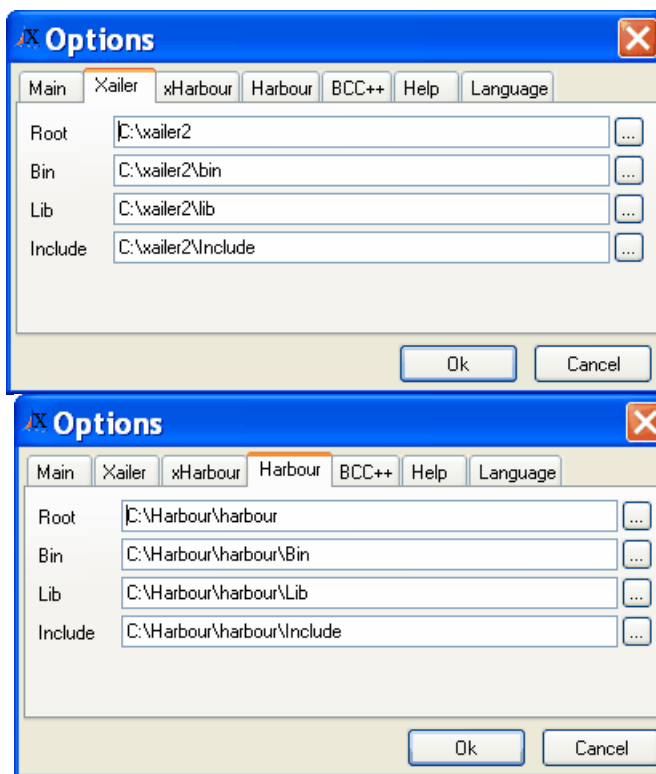 Options
Main Xailer xHarbour Harbour BCC++ Help Language
Root C:\xailer2 ...
Bin C:\xailer2\bin ...
Lib C:\xailer2\lib ...
Include C:\xailer2\Include ...
Ok Cancel
Options
Main Xailer xHarbour Harbour BCC++ Help Language
Root C:\Harbour\harbour ...
Bin C:\Harbour\harbour\Bin ...
Lib C:\Harbour\harbour\Lib ...
Include C:\Harbour\harbour\Include ...
Ok Cancel